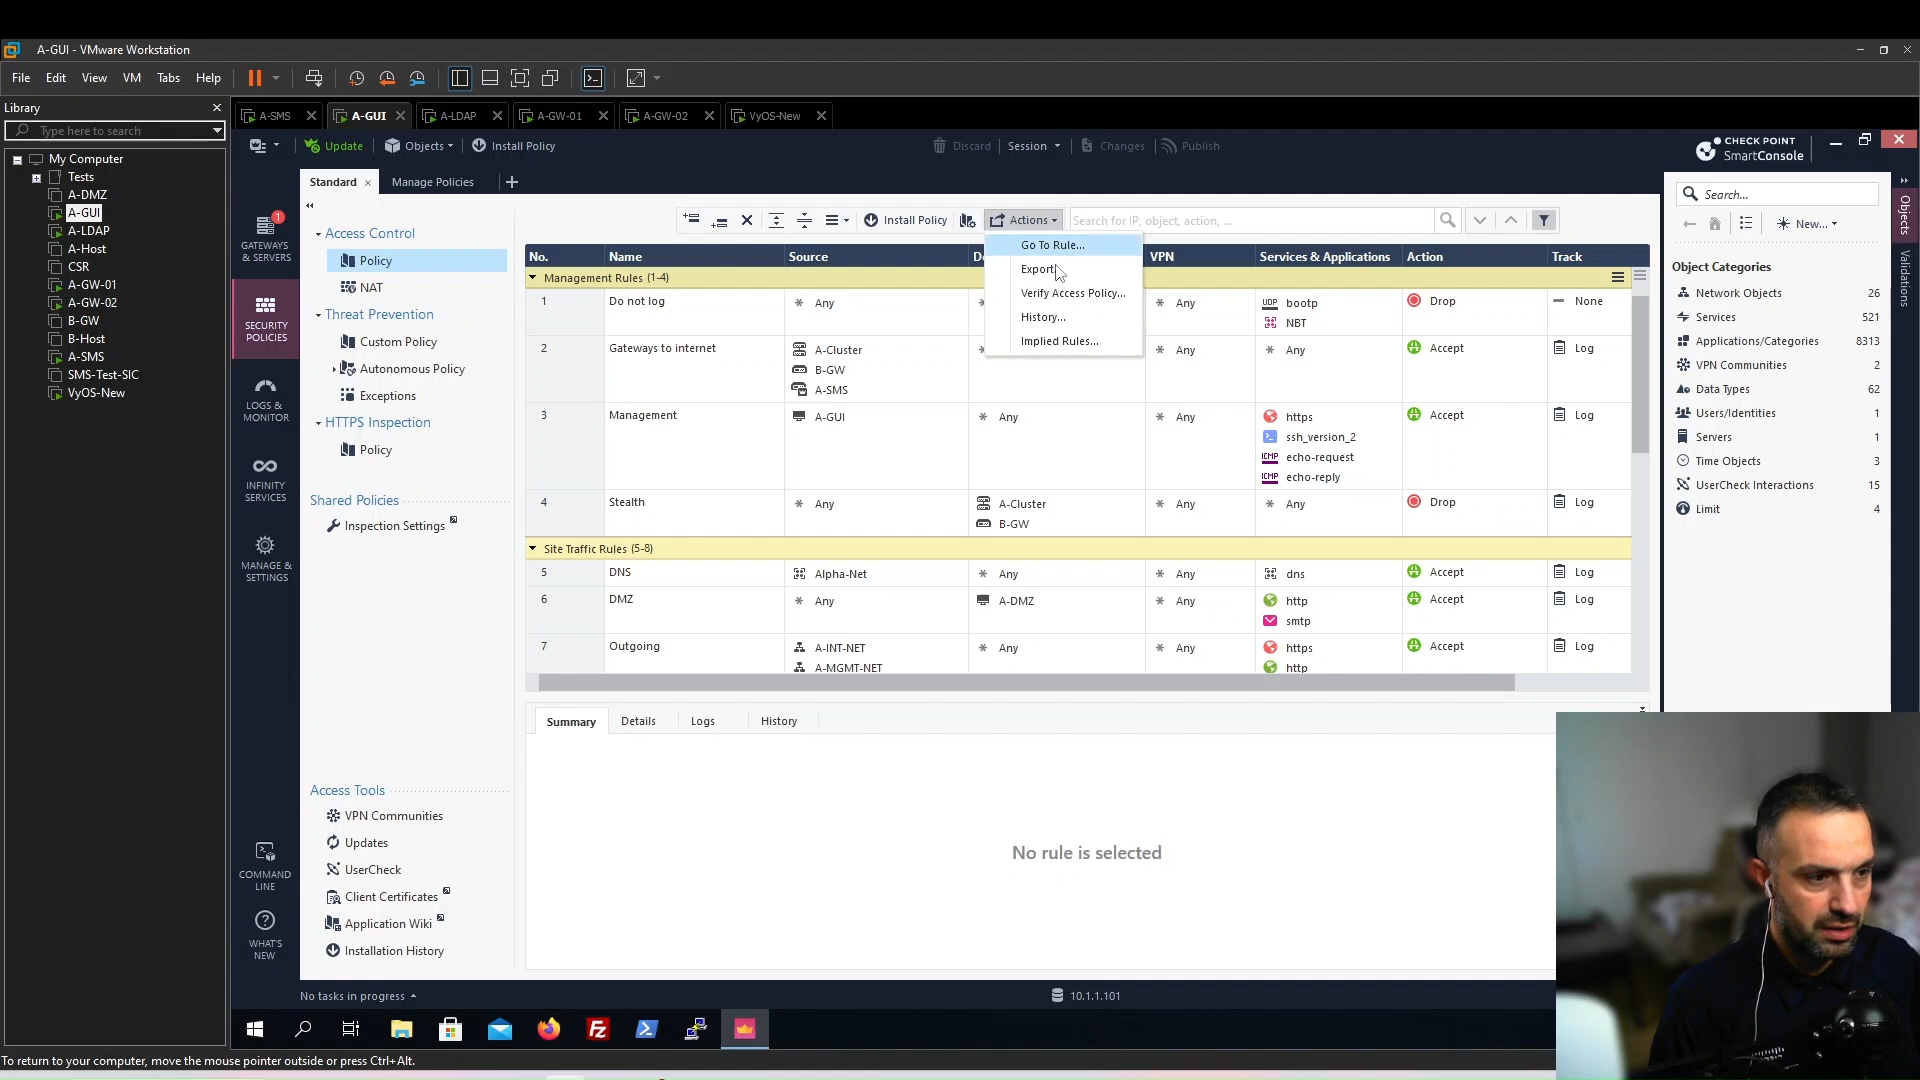 A-GUI - VMware Workstation
File Edit View VM Tabs Help
Library
Type here to search
My Computer
Tests
A-DMZ
A-GUI
A-LDAP
A-Host
CSR
A-GW-01
A-GW-02
B-GW
B-Host
A-SMS
SMS-Test-SIC
VyOS-New
A-SMS A-GUI A-LDAP A-GW-01 A-GW-02 VyOS-New
Update Objects Install Policy Discard Session Changes Publish
CHECK POINT
SmartConsole
Standard Manage Policies
1
GATEWAYS
& SERVERS
SECURITY
POLICIES
LOGS &
MONITOR
INFINITY
SERVICES
MANAGE &
SETTINGS
COMMAND
LINE
WHAT'S
NEW
Access Control
Policy
NAT
Threat Prevention
Custom Policy
Autonomous Policy
Exceptions
HTTPS Inspection
Policy
Shared Policies
Inspection Settings
Access Tools
VPN Communities
Updates
UserCheck
Client Certificates
Application Wiki
Installation History
Install Policy Actions Search for IP, object, action, ...
Go To Rule...
Export
Verify Access Policy...
History...
Implied Rules...
No. Name Source VPN Services & Applications Action Track
Management Rules (1-4)
1 Do not log Any Any UDP bootp Drop None
NBT
2 Gateways to internet A-Cluster Any Any Accept Log
B-GW
A-SMS
3 Management A-GUI Any Any https Accept Log
ssh_version_2
ICMP echo-request
ICMP echo-reply
4 Stealth Any A-Cluster Any Any Drop Log
B-GW
Site Traffic Rules (5-8)
5 DNS Alpha-Net Any Any dns Accept Log
6 DMZ Any A-DMZ Any http Accept Log
smtp
7 Outgoing A-INT-NET Any Any https Accept Log
A-MGMT-NET http
Summary Details Logs History
No rule is selected
Search...
New...
Object Categories
Network Objects 26
Services 521
Applications/Categories 8313
VPN Communities 2
Data Types 62
Users/Identities 1
Servers 1
Time Objects 3
UserCheck Interactions 15
Limit 4
Objects
Validations
No tasks in progress 10.1.1.101
To return to your computer, move the mouse pointer outside or press Ctrl+Alt.